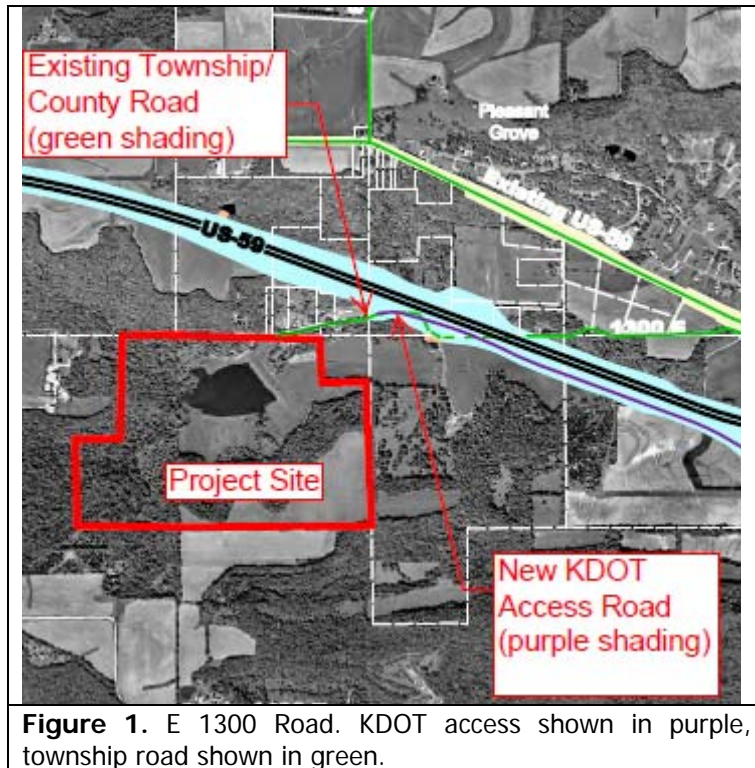 Existing Township/
County Road
(green shading)
Pleasant
Grove
Existing US-59
US-59
1300 E
Project Site
New KDOT
Access Road
(purple shading)
Figure 1. E 1300 Road. KDOT access shown in purple,
township road shown in green.